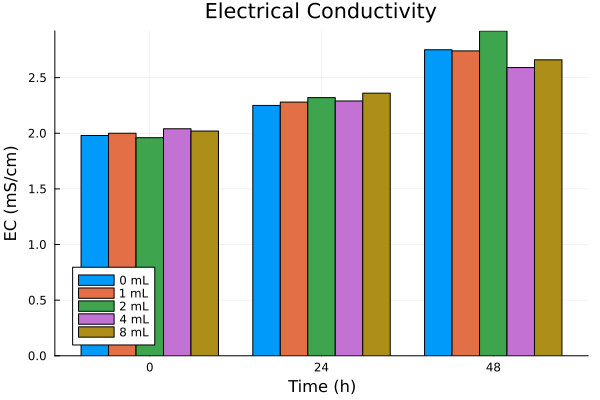 Electrical Conductivity
EC (mS/cm)
2.5
2.0
1.5
1.0
0.5
0.0
0 mL
1 mL
2 mL
4 mL
8 mL
0
24
48
Time (h)